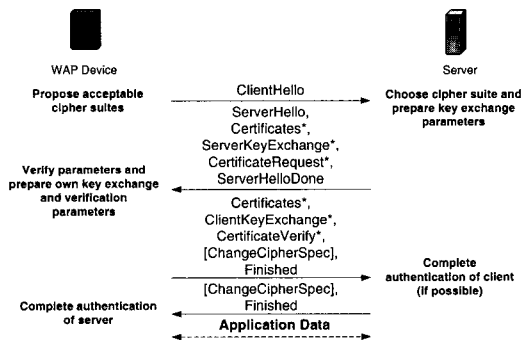 WAP Device
Server
Propose acceptable
cipher suites
ClientHello
Choose cipher suite and
prepare key exchange
parameters
ServerHello,
Certificates*,
ServerKeyExchange*,
CertificateRequest*,
ServerHelloDone
Verify parameters and
prepare own key exchange
and verification
parameters
Certificates*,
ClientKeyExchange*,
CertificateVerify*,
[ChangeCipherSpec],
Finished
Complete
authentication of client
(if possible)
[ChangeCipherSpec],
Finished
Complete authentication
of server
Application Data